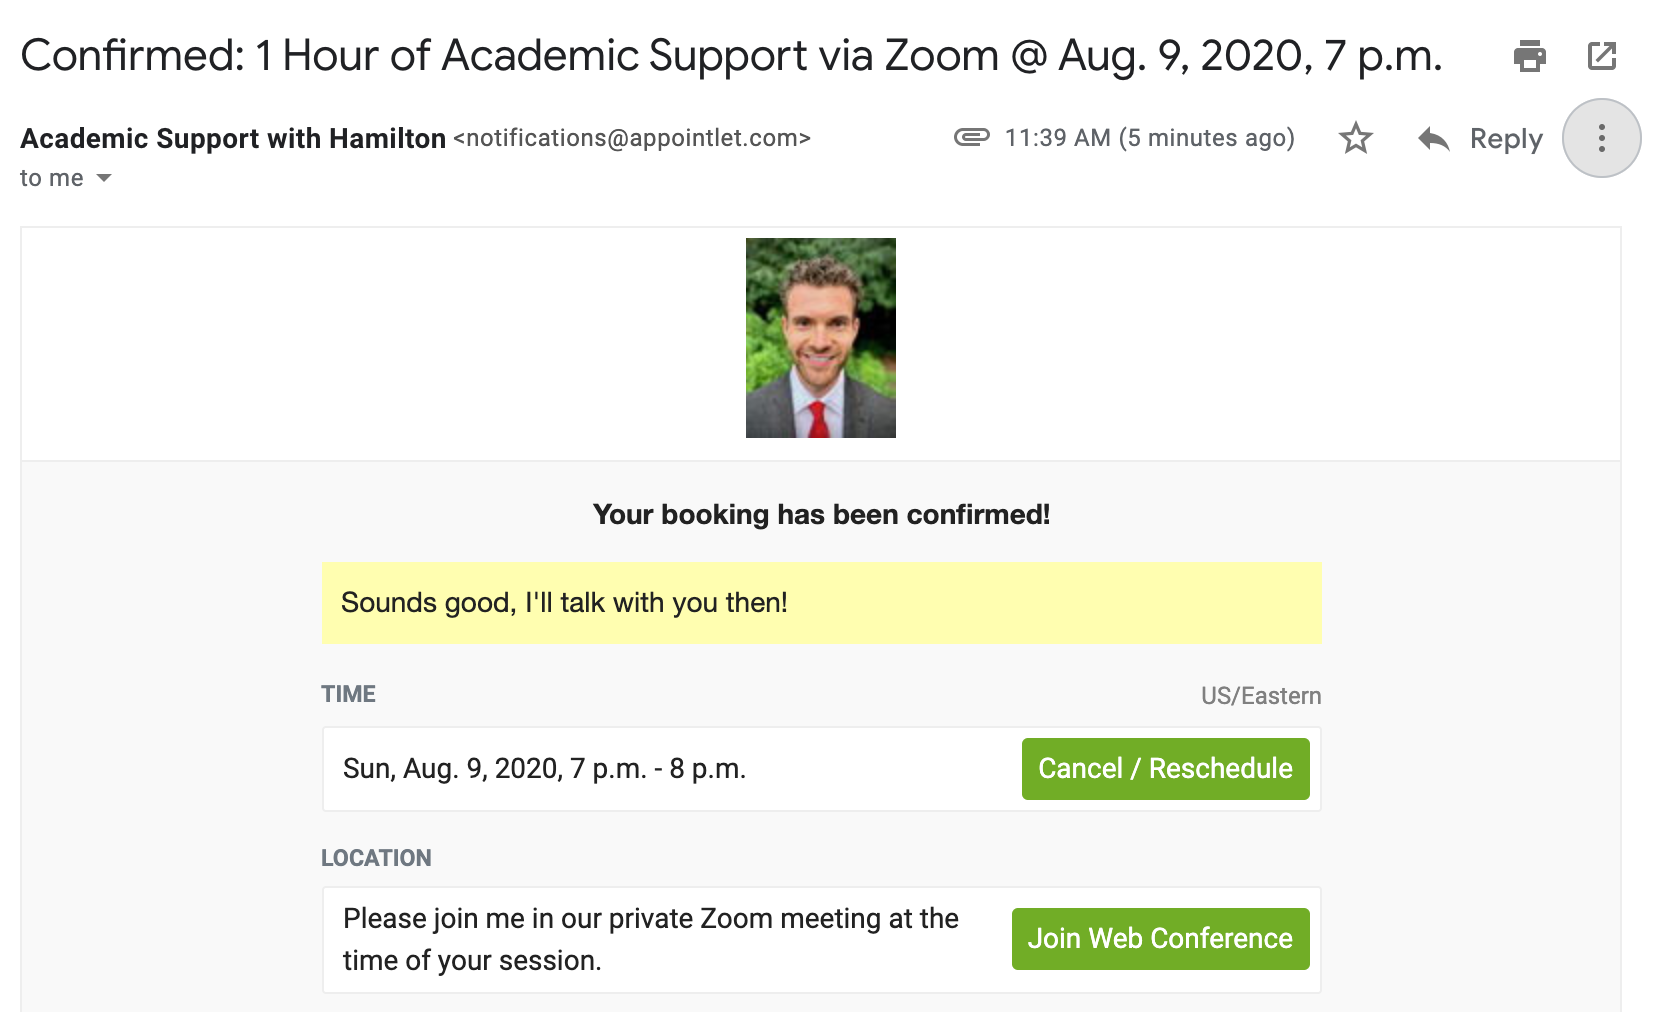 Confirmed: 1 Hour of Academic Support via Zoom @ Aug. 9, 2020, 7 p.m.
Academic Support with Hamilton <notifications@appointlet.com> 11:39 AM (5 minutes ago) Reply
to me
Your booking has been confirmed!
Sounds good, I'll talk with you then!
TIME US/Eastern
Sun, Aug. 9, 2020, 7 p.m. - 8 p.m. Cancel / Reschedule
LOCATION
Please join me in our private Zoom meeting at the
time of your session.
Join Web Conference